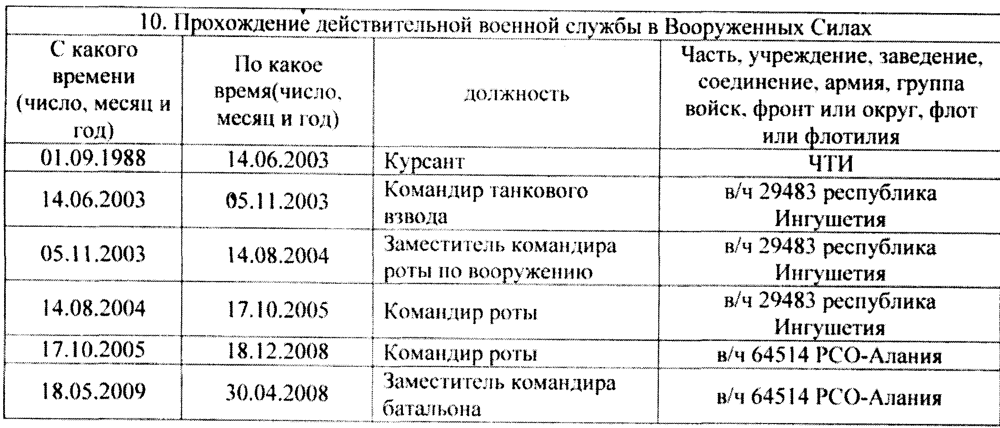 10. Прохождение действительной военной службы в Вооруженных Силах
С какого
времени
(число, месяц и
год)
По какое
время(число,
месяц и год)
должность
Часть, учреждение, заведение,
соединение, армия, группа
войск, фронт или округ, флот
или флотилия
01.09.1988
14.06.2003
Курсант
ЧТИ
14.06.2003
05.11.2003
Командир танкового
взвода
в/ч 29483 республика
Ингушетия
05.11.2003
14.08.2004
Заместитель командира
роты по вооружению
в/ч 29483 республика
Ингушетия
14.08.2004
17.10.2005
Командир роты
в/ч 29483 республика
Ингушетия
17.10.2005
18.12.2008
Командир роты
в/ч 64514 РСО-Алания
18.05.2009
30.04.2008
Заместитель командира
батальона
в/ч 64514 РСО-Алания